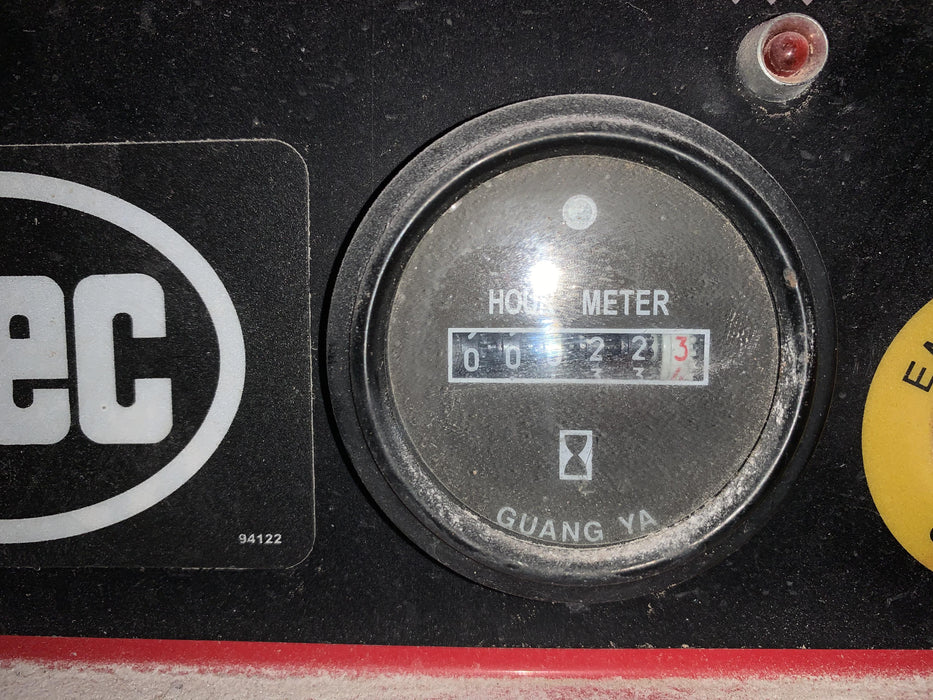 HOUR METER
GUANG YA
ec
94122